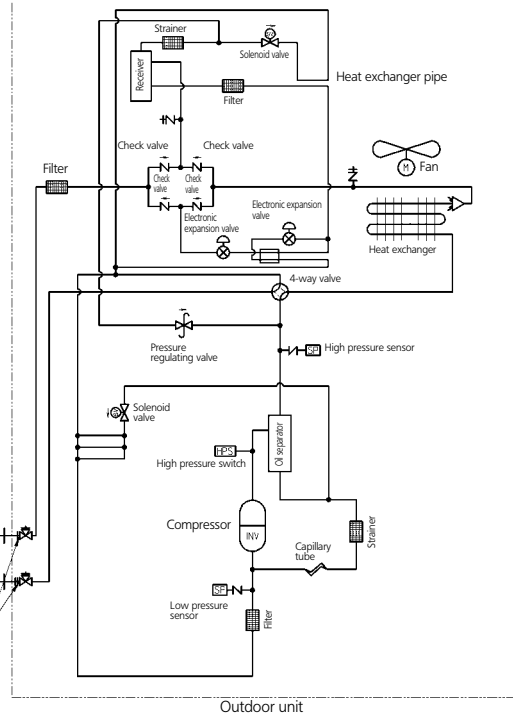 Strainer
Solenoid valve
Receiver
Heat exchanger pipe
Filter
Check valve
Check valve
Fan
M
Filter
Check
valve
Check
valve
Electronic expansion
valve
Electronic
expansion valve
Heat exchanger
4-way valve
Pressure
regulating valve
SP
High pressure sensor
Solenoid
valve
Oil separator
HPS
High pressure switch
Compressor
INV
Strainer
Capillary
tube
SP
Low pressure
sensor
Filter
Outdoor unit